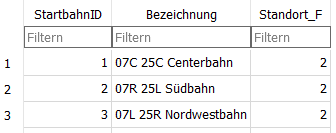 StartbahnID Bezeichnung Standort_F
Filtern Filtern Filtern
1 1 07C 25C Centerbahn 2
2 2 07R 25L Südbahn 2
3 3 07L 25R Nordwestbahn 2